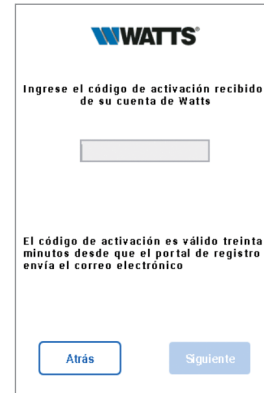 WATTS®
Ingrese el código de activación recibido
de su cuenta de Watts
El código de activación es válido treinta
minutos desde que el portal de registro
envía el correo electrónico
Atrás
Siguiente